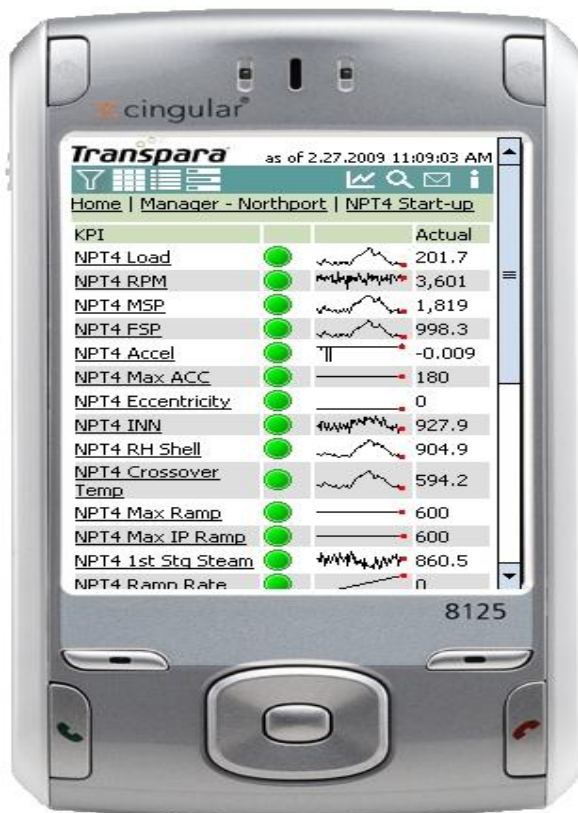 cingular®
Transpara as of 2.27.2009 11:09:03 AM
Home | Manager - Northport | NPT4 Start-up
KPI Actual
NPT4 Load 201.7
NPT4 RPM 3,601
NPT4 MSP 1,819
NPT4 FSP 998.3
NPT4 Accel -0.009
NPT4 Max ACC 180
NPT4 Eccentricity 0
NPT4 INN 927.9
NPT4 RH Shell 904.9
NPT4 Crossover
Temp 594.2
NPT4 Max Ramp 600
NPT4 Max IP Ramp 600
NPT4 1st Stg Steam 860.5
NPT4 Ramp Rate 0
8125